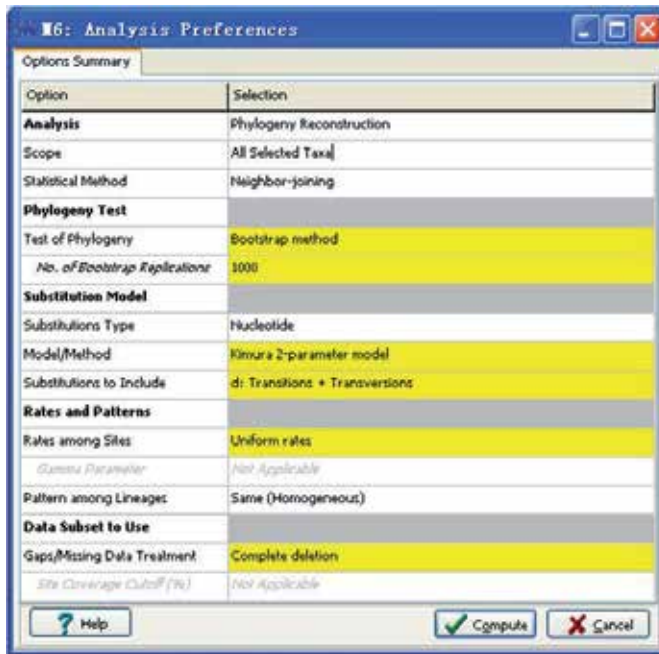 M6: Analysis Preferences
Options Summary
Option Selection
Analysis Phylogeny Reconstruction
Scope All Selected Taxa
Statistical Method Neighbor-joining
Phylogeny Test
Test of Phylogeny Bootstrap method
No. of Bootstrap Replications 1000
Substitution Model
Substitutions Type Nucleotide
Model/Method Kimura 2-parameter model
Substitutions to Include d: Transitions + Transversions
Rates and Patterns
Rates among Sites Uniform rates
Gamma Parameter Not Applicable
Pattern among Lineages Same (Homogeneous)
Data Subset to Use
Gaps/Missing Data Treatment Complete deletion
Site Coverage Cutoff (%) Not Applicable
? Help Compute Cancel